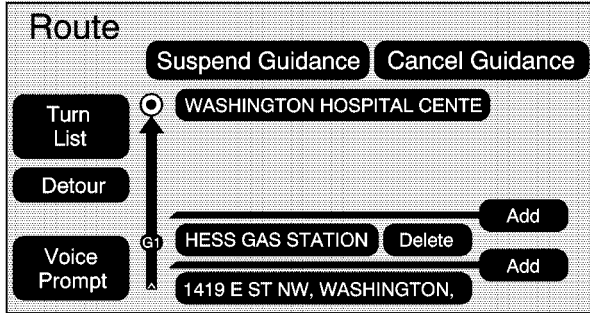 Route
Suspend Guidance
Cancel Guidance
Turn
List
WASHINGTON HOSPITAL CENTE
Detour
Add
G1
HESS GAS STATION
Delete
Voice
Prompt
Add
1419 E ST NW, WASHINGTON,